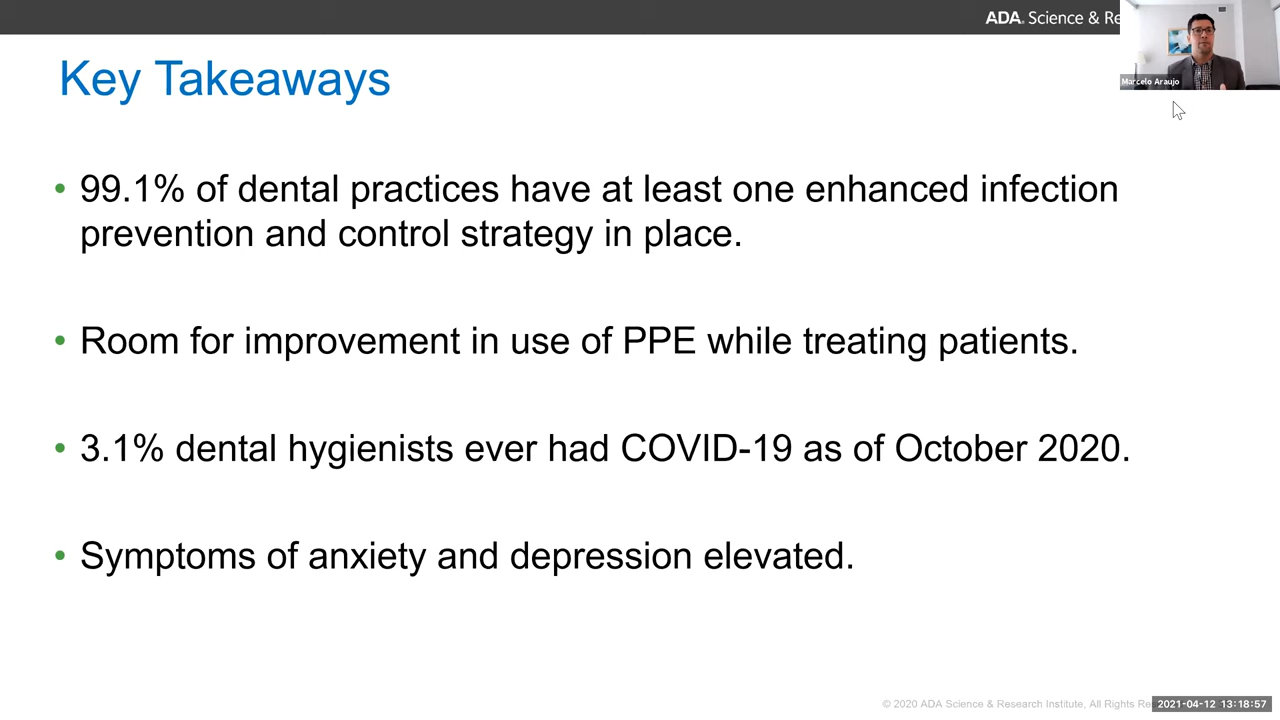 ADA. Science & Re
Marcelo Araujo
Key Takeaways
• 99.1% of dental practices have at least one enhanced infection
prevention and control strategy in place.
• Room for improvement in use of PPE while treating patients.
• 3.1% dental hygienists ever had COVID-19 as of October 2020.
• Symptoms of anxiety and depression elevated.
© 2020 ADA Science & Research Institute, All Rights Re
2021-04-12 13:18:57